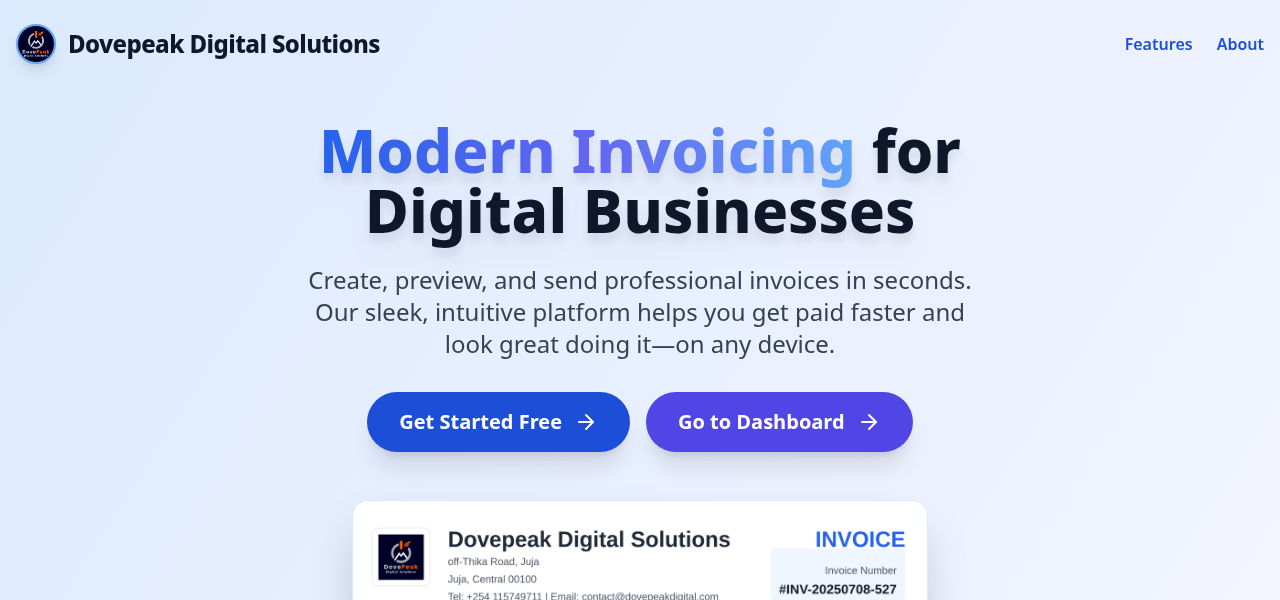 Dovepeak Digital Solutions
Features
About
Modern Invoicing for
Digital Businesses
Create, preview, and send professional invoices in seconds.
Our sleek, intuitive platform helps you get paid faster and
look great doing it—on any device.
Get Started Free
Go to Dashboard
DovePeak
Digital Solutions
Dovepeak Digital Solutions
off-Thika Road, Juja
Juja, Central 00100
Tel: +254 115749711 | Email: contact@dovepeakdigital.com
INVOICE
Invoice Number
#INV-20250708-527